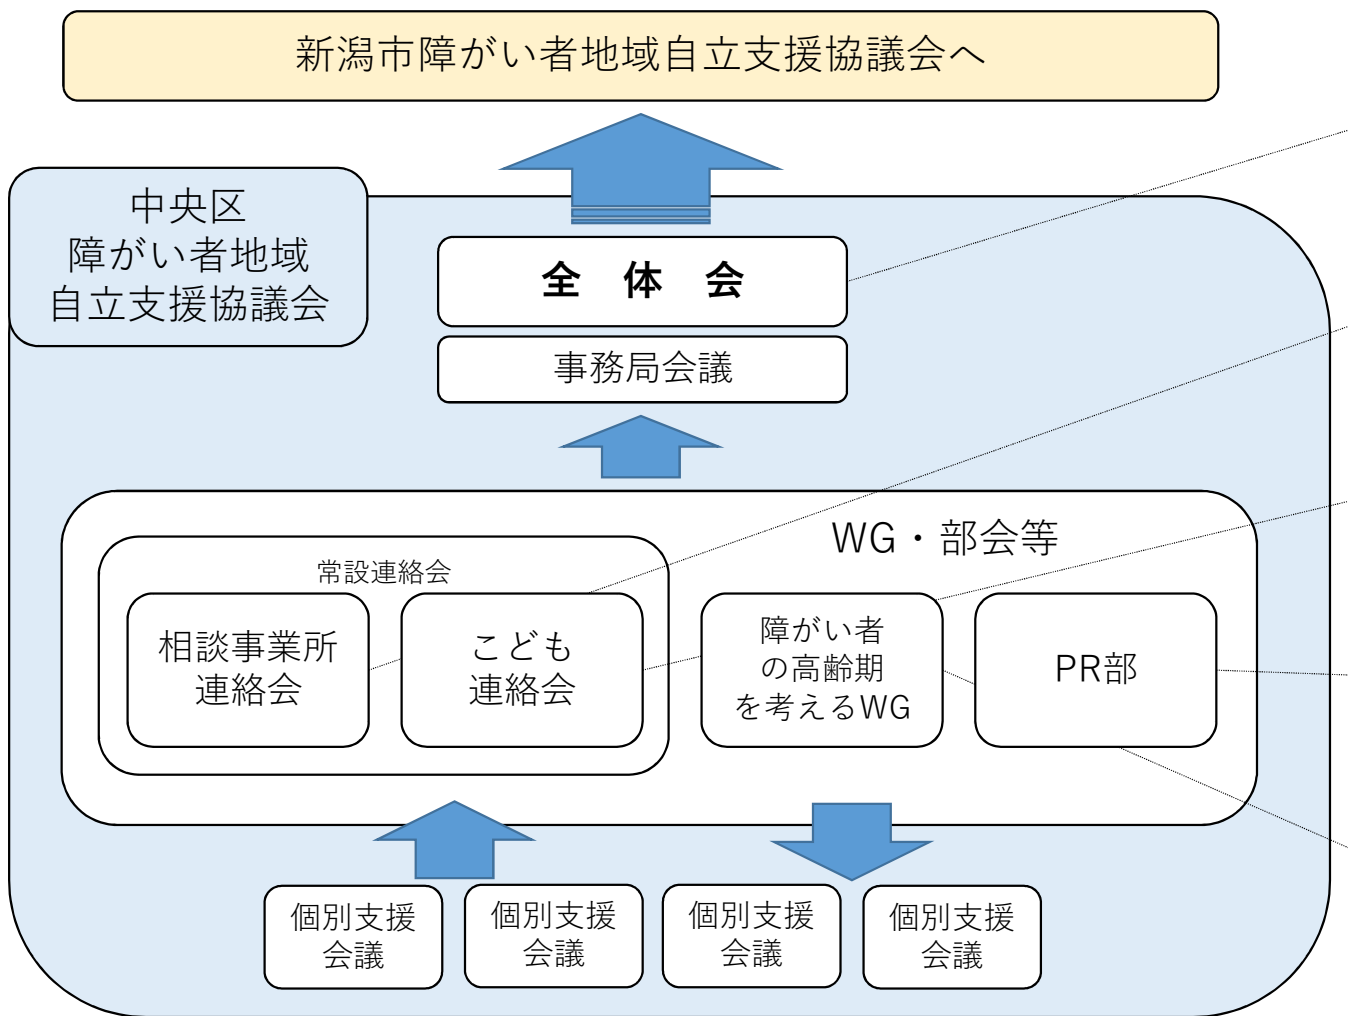 新潟市障がい者地域自立支援協議会へ
中央区
障がい者地域
自立支援協議会
全　体　会
事務局会議
WG・部会等
常設連絡会
相談事業所
連絡会
こども
連絡会
障がい者
の高齢期
を考えるWG
PR部
個別支援
会議
個別支援
会議
個別支援
会議
個別支援
会議